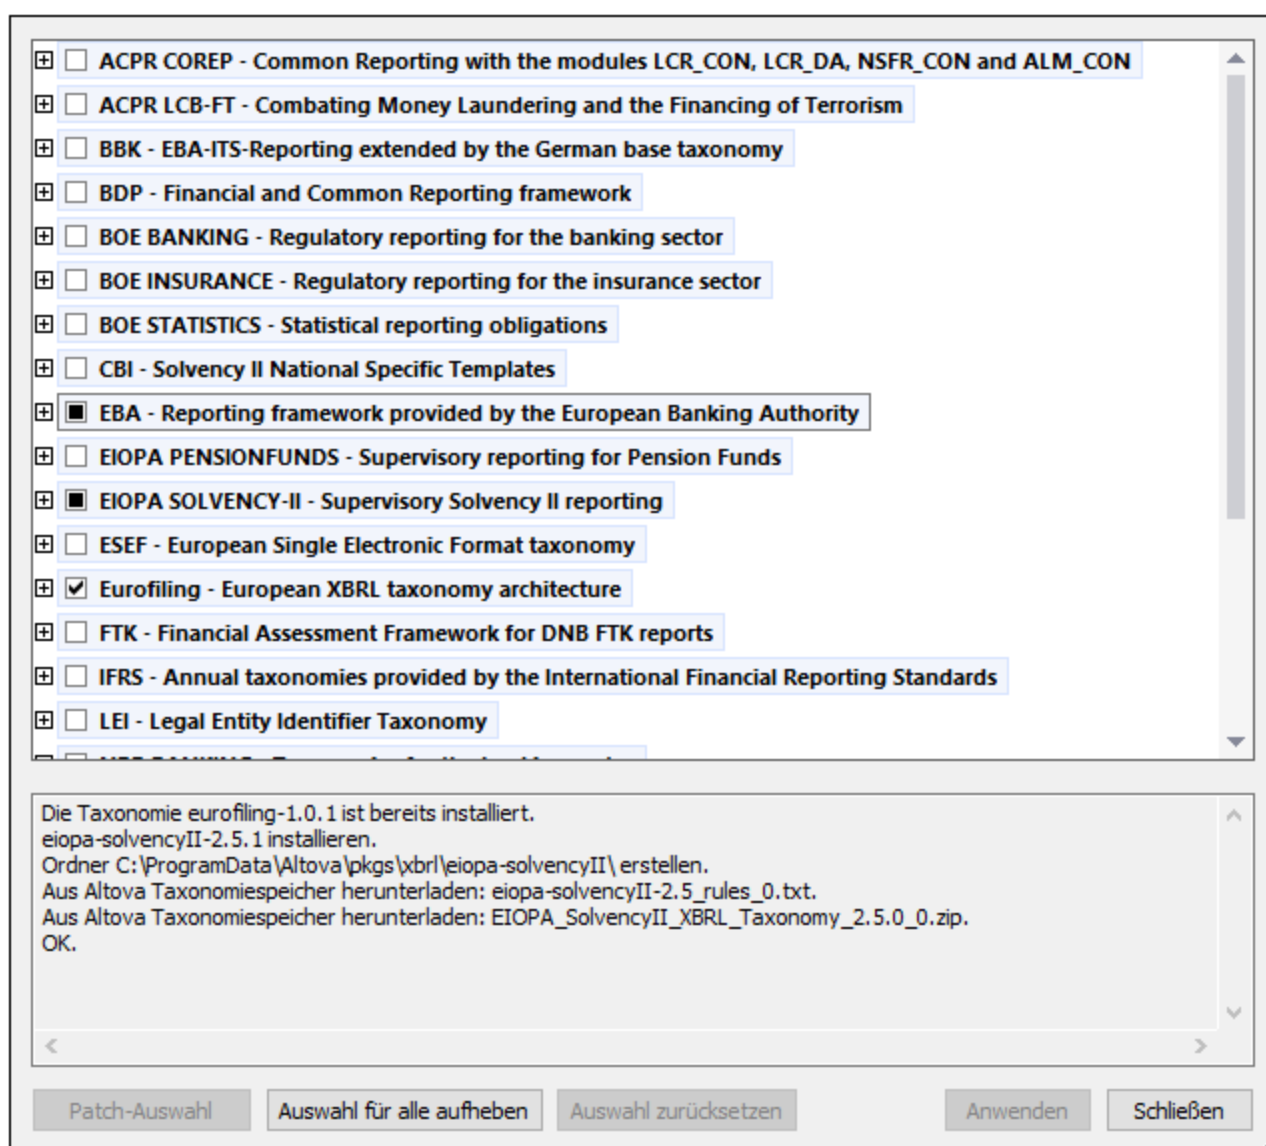 ACPR COREP - Common Reporting with the modules LCR_CON, LCR_DA, NSFR_CON and ALM_CON
ACPR LCB-FT - Combating Money Laundering and the Financing of Terrorism
BBK - EBA-ITS-Reporting extended by the German base taxonomy
BDP - Financial and Common Reporting framework
BOE BANKING - Regulatory reporting for the banking sector
BOE INSURANCE - Regulatory reporting for the insurance sector
BOE STATISTICS - Statistical reporting obligations
CBI - Solvency II National Specific Templates
EBA - Reporting framework provided by the European Banking Authority
EIOPA PENSIONFUNDS - Supervisory reporting for Pension Funds
EIOPA SOLVENCY-II - Supervisory Solvency II reporting
ESEF - European Single Electronic Format taxonomy
Eurofiling - European XBRL taxonomy architecture
FTK - Financial Assessment Framework for DNB FTK reports
IFRS - Annual taxonomies provided by the International Financial Reporting Standards
LEI - Legal Entity Identifier Taxonomy
Die Taxonomie eurofiling-1.0.1 ist bereits installiert.
eiopa-solvencyII-2.5.1 installieren.
Ordner C:\ProgramData\Altova\pkgs\xbrl\eiopa-solvencyII\ erstellen.
Aus Altova Taxonomiespeicher herunterladen: eiopa-solvencyII-2.5_rules_0.txt.
Aus Altova Taxonomiespeicher herunterladen: EIOPA_SolvencyII_XBRL_Taxonomy_2.5.0_0.zip.
OK.
Patch-Auswahl
Auswahl für alle aufheben
Auswahl zurücksetzen
Anwenden
Schließen